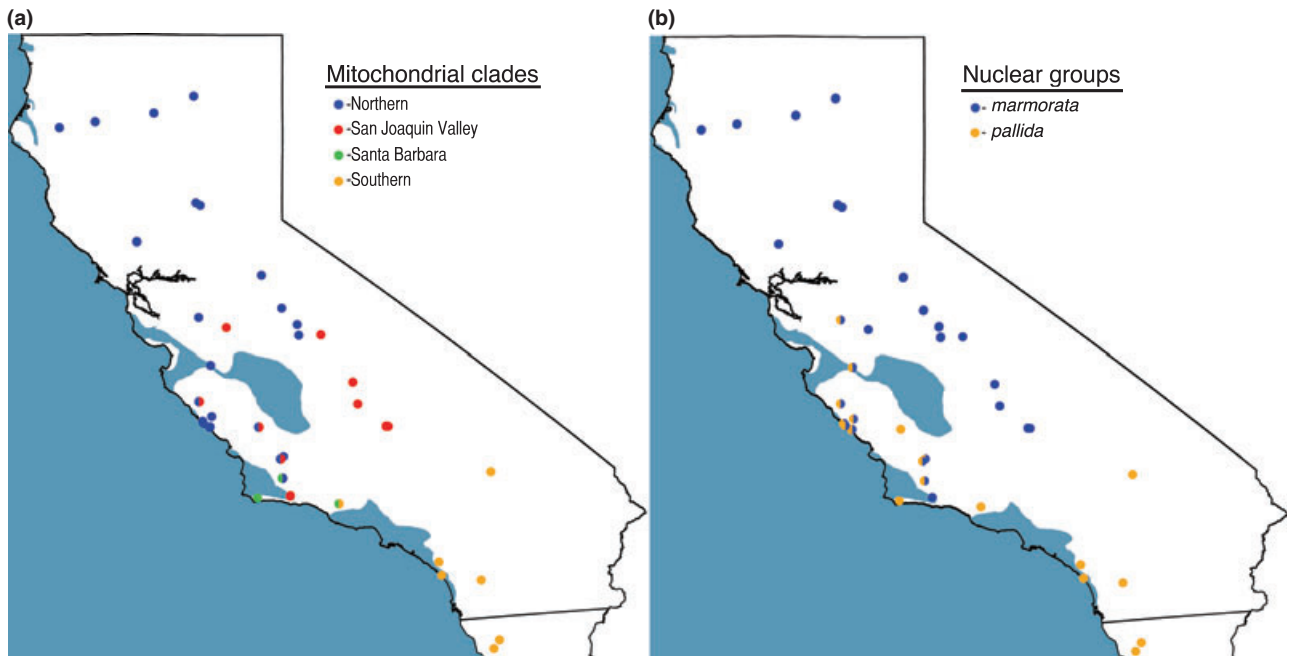 (a)
Mitochondrial clades
-Northern
-San Joaquin Valley
-Santa Barbara
-Southern
(b)
Nuclear groups
- marmorata
- pallida